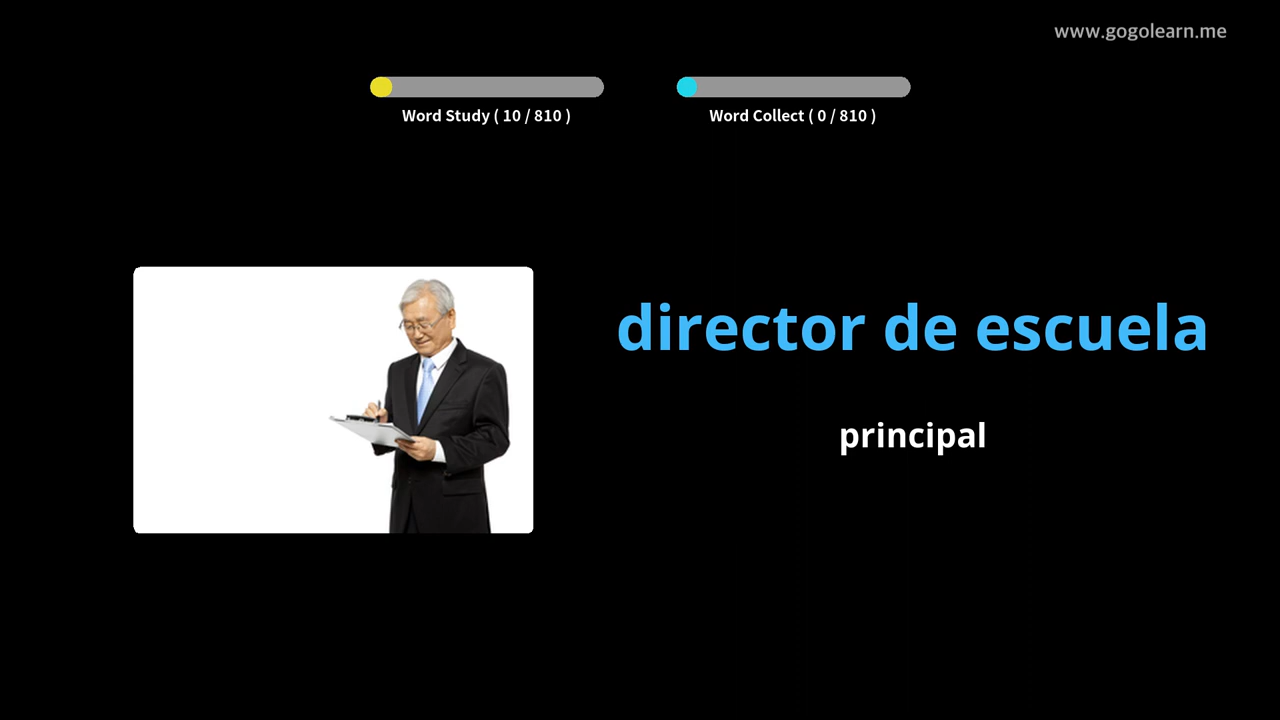 www.gogolearn.me
Word Study ( 10 / 810 )
Word Collect ( 0 / 810 )
director de escuela
principal